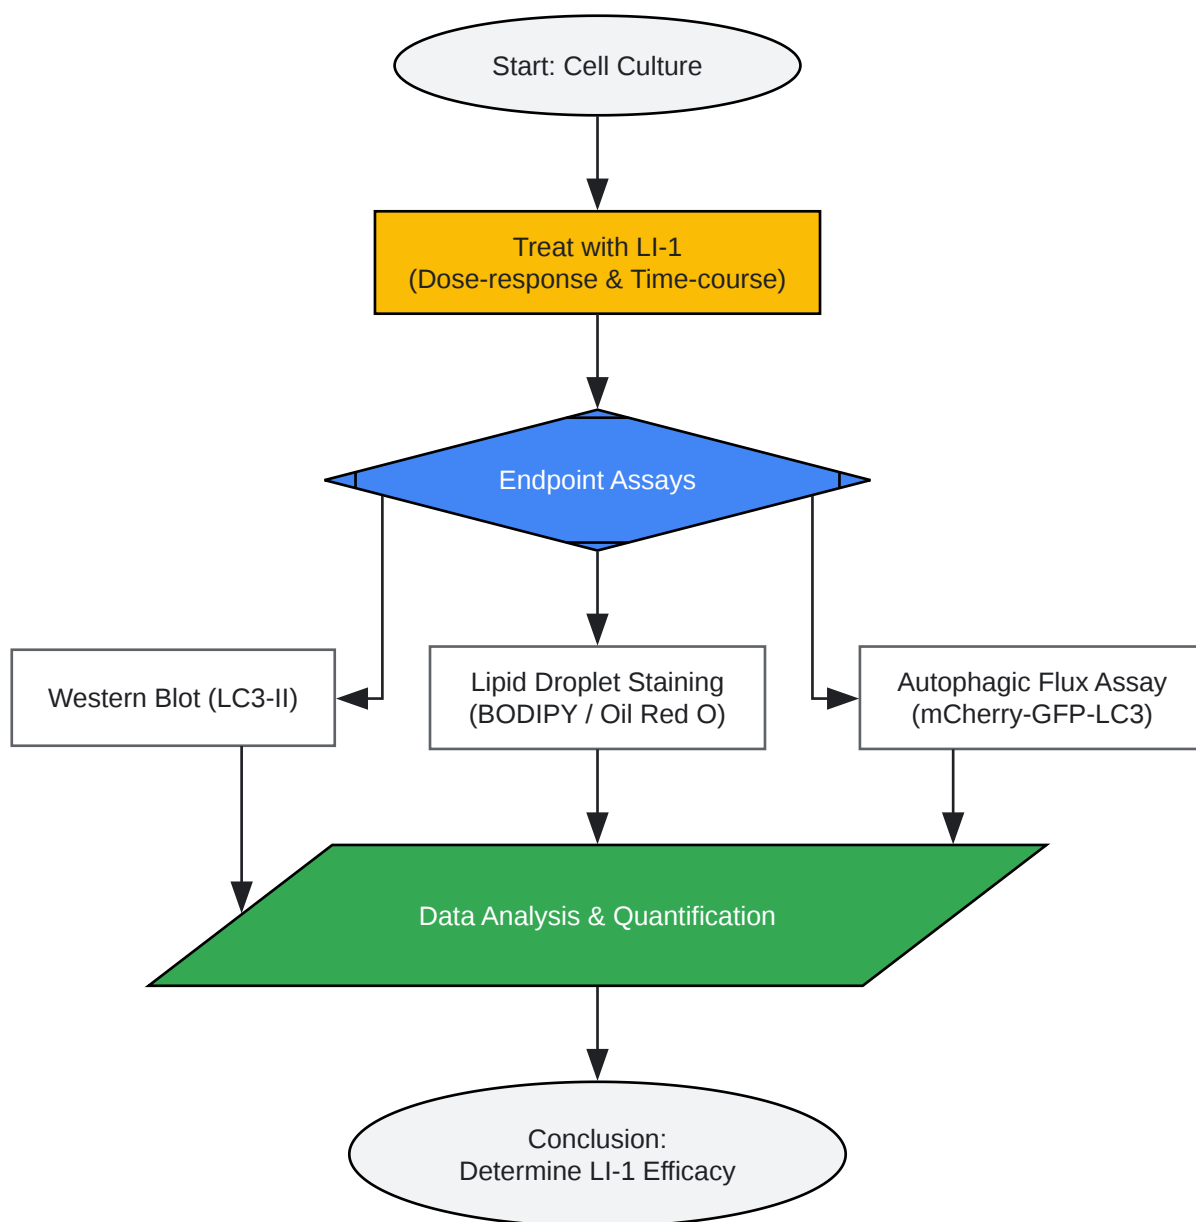 Start: Cell Culture
Treat with LI-1
(Dose-response & Time-course)
Endpoint Assays
Western Blot (LC3-II)
Lipid Droplet Staining
(BODIPY / Oil Red O)
Autophagic Flux Assay
(mCherry-GFP-LC3)
Data Analysis & Quantification
Conclusion:
Determine LI-1 Efficacy